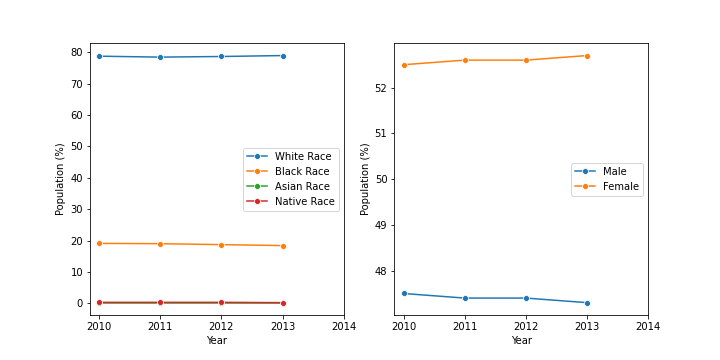 80
70
60
50
40
30
20
10
0
Population (%)
White Race
Black Race
Asian Race
Native Race
2010 2011 2012 2013 2014
Year
52
51
50
49
48
Population (%)
Male
Female
2010 2011 2012 2013 2014
Year